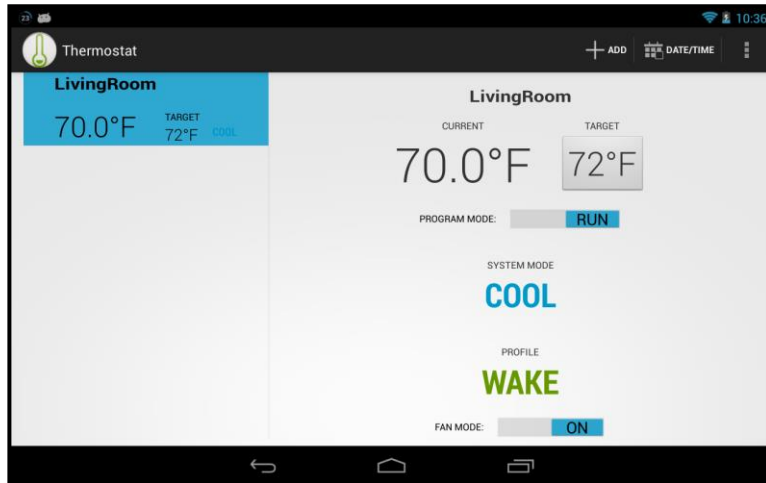 23 10:36
Thermostat ADD DATE/TIME
LivingRoom
70.0°F TARGET 72°F COOL
LivingRoom
CURRENT TARGET
70.0°F 72°F
PROGRAM MODE: RUN
SYSTEM MODE
COOL
PROFILE
WAKE
FAN MODE: ON